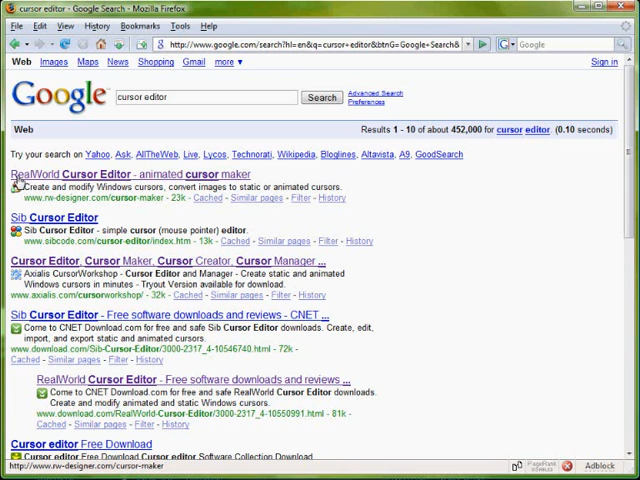 cursor editor - Google Search - Mozilla Firefox
File Edit View History Bookmarks Tools Help
http://www.google.com/search?hl=en&q=cursor+editor&btnG=Google+Search& Google
Web Images Maps News Shopping Gmail more ▼ Sign in
Google cursor editor Search Advanced Search
Preferences
Web Results 1 - 10 of about 452,000 for cursor editor. (0.10 seconds)
Try your search on Yahoo, Ask, AllTheWeb, Live, Lycos, Technorati, Wikipedia, Bloglines, Altavista, A9, GoodSearch
RealWorld Cursor Editor - animated cursor maker
Create and modify Windows cursors, convert images to static or animated cursors.
www.rw-designer.com/cursor-maker - 23k - Cached - Similar pages - Filter - History
Sib Cursor Editor
Sib Cursor Editor - simple cursor (mouse pointer) editor.
www.sibcode.com/cursor-editor/index.htm - 13k - Cached - Similar pages - Filter - History
Cursor Editor, Cursor Maker, Cursor Creator, Cursor Manager ...
Axialis CursorWorkshop - Cursor Editor and Manager - Create static and animated
Windows cursors in minutes - Tryout Version available for download.
www.axialis.com/cursorworkshop/ - 32k - Cached - Similar pages - Filter - History
Sib Cursor Editor - Free software downloads and reviews - CNET ...
Come to CNET Download.com for free and safe Sib Cursor Editor downloads. Create, edit,
import, and export static and animated cursors.
www.download.com/Sib-Cursor-Editor/3000-2317_4-10546740.html - 72k -
Cached - Similar pages - Filter - History
RealWorld Cursor Editor - Free software downloads and reviews ...
Come to CNET Download.com for free and safe RealWorld Cursor Editor downloads.
Create and modify animated and static Windows cursors.
www.download.com/RealWorld-Cursor-Editor/3000-2317_4-10550991.html - 81k -
Cached - Similar pages - Filter - History
Cursor editor Free Download
Cursor editor Software Collection Download
http://www.rw-designer.com/cursor-maker PageRank Adblock